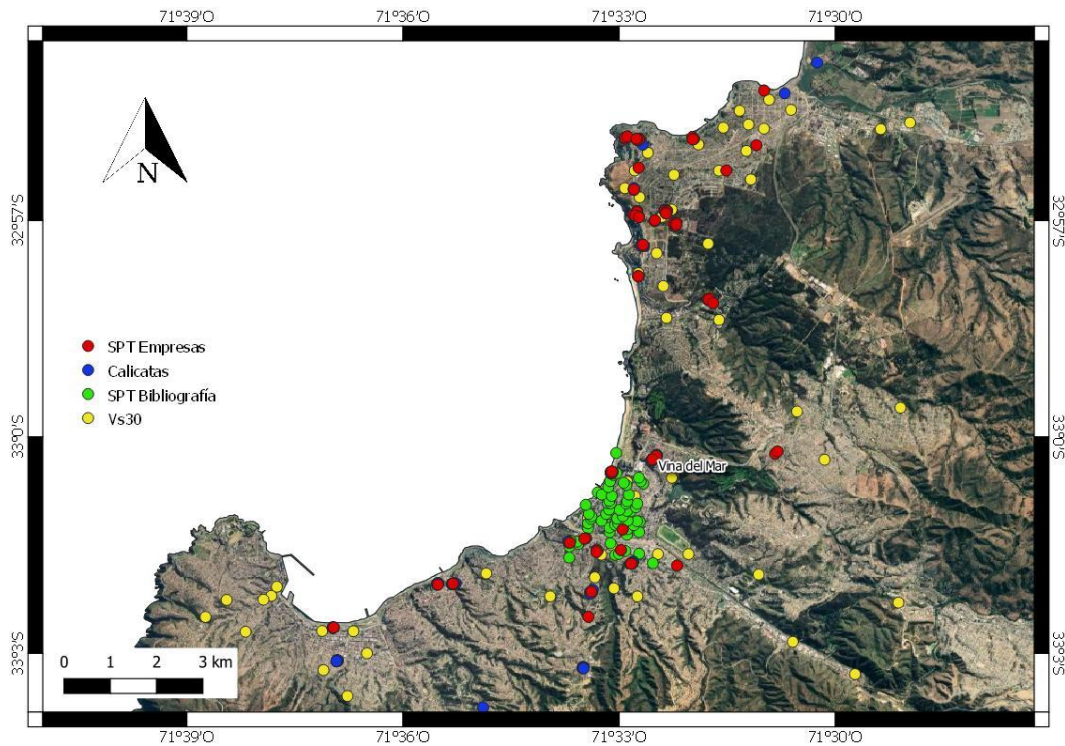 71°39'O 71°36'O 71°33'O 71°30'O
N
32°57'S 32°57'S
SPT Empresas
Calicatas
SPT Bibliografía
Vs30
33°0'S 33°0'S
Vina del Mar
33°3'S 33°3'S
0 1 2 3 km
71°39'O 71°36'O 71°33'O 71°30'O